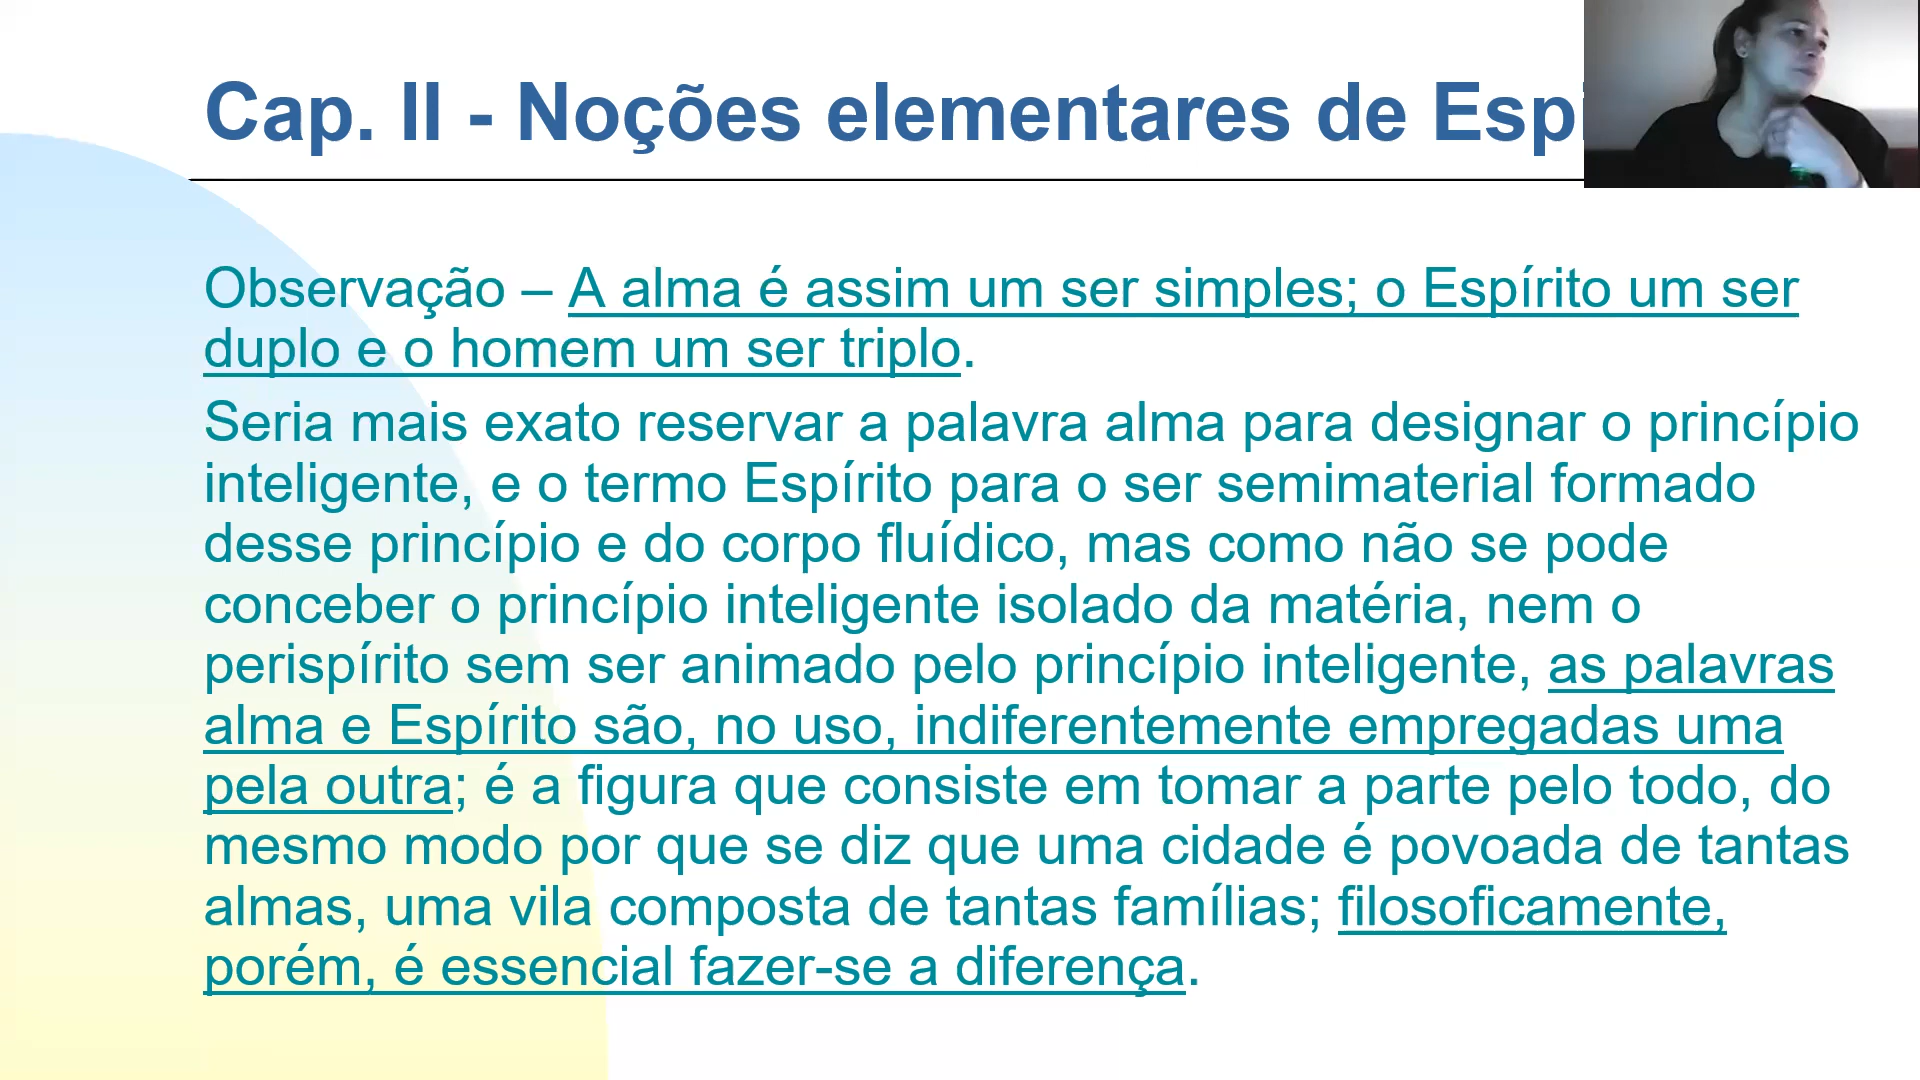 Cap. II - Noções elementares de
Observação – A alma é assim um ser simples; o Espírito um ser
duplo e o homem um ser triplo.
Seria mais exato reservar a palavra alma para designar o princípio
inteligente, e o termo Espírito para o ser semimaterial formado
desse princípio e do corpo fluídico, mas como não se pode
conceber o princípio inteligente isolado da matéria, nem o
perispírito sem ser animado pelo princípio inteligente, as palavras
alma e Espírito são, no uso, indiferentemente empregadas uma
pela outra; é a figura que consiste em tomar a parte pelo todo, do
mesmo modo por que se diz que uma cidade é povoada de tantas
almas, uma vila composta de tantas famílias; filosoficamente,
porém, é essencial fazer-se a diferença.